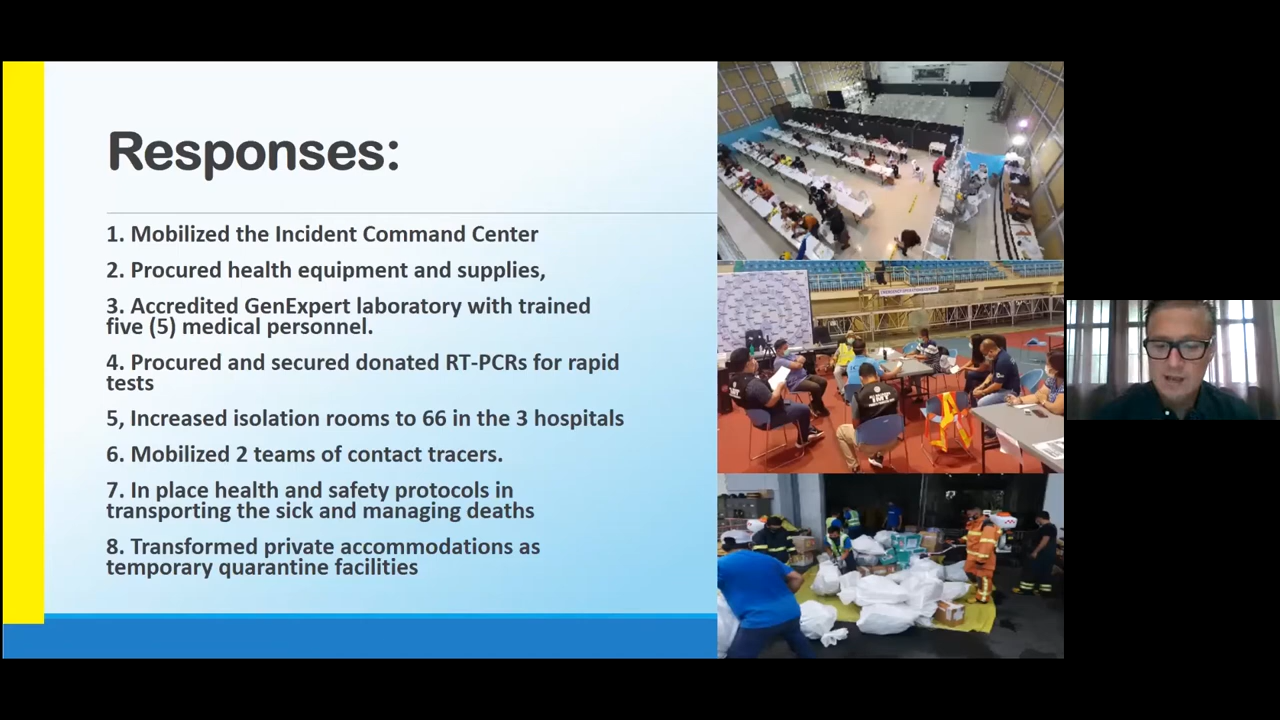 Responses:
1. Mobilized the Incident Command Center
2. Procured health equipment and supplies,
3. Accredited GenExpert laboratory with trained
five (5) medical personnel.
4. Procured and secured donated RT-PCRs for rapid
tests
5, Increased isolation rooms to 66 in the 3 hospitals
6. Mobilized 2 teams of contact tracers.
7. In place health and safety protocols in
transporting the sick and managing deaths
8. Transformed private accommodations as
temporary quarantine facilities
IMT